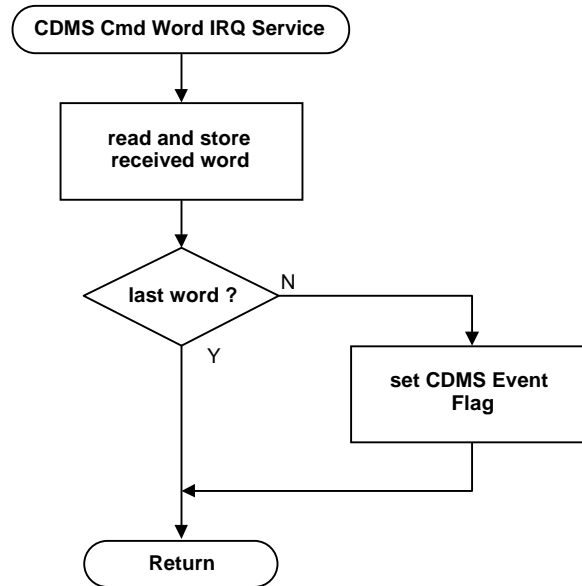 CDMS Cmd Word IRQ Service
read and store
received word
last word ?
N
Y
set CDMS Event
Flag
Return